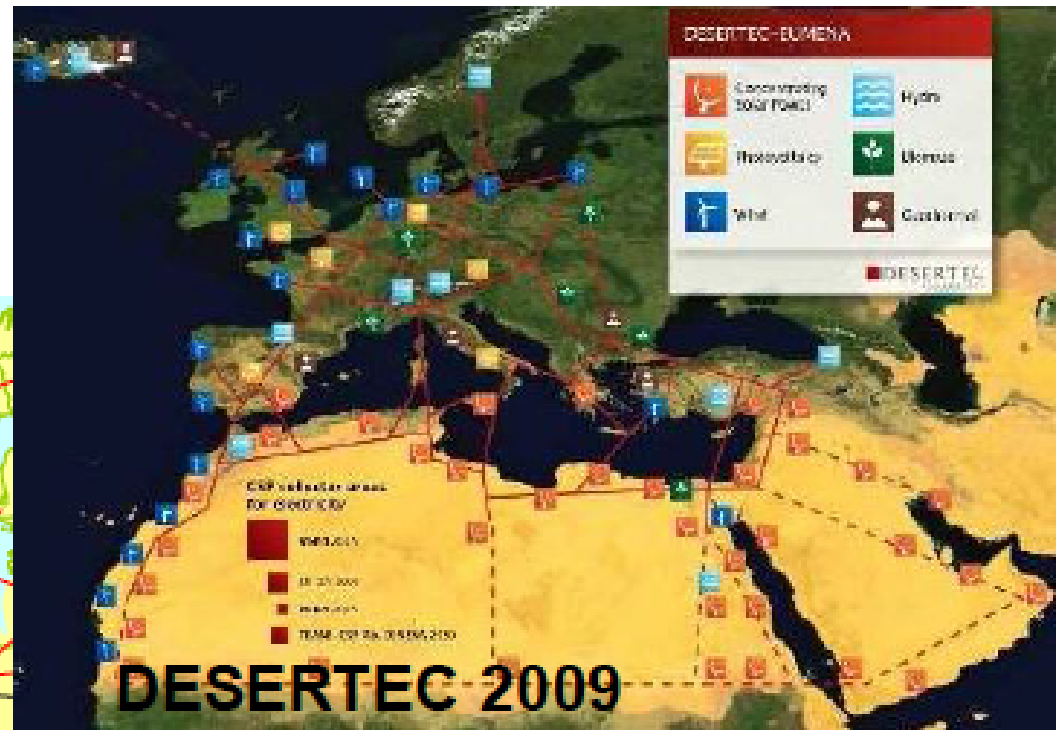 DESERTEC-EUMENA
Concentrating
Solar Power
Hydro
Photovoltaics
Biomass
Wind
Geothermal
DESERTEC
CSP collector areas
for electricity
DESERTEC 2009